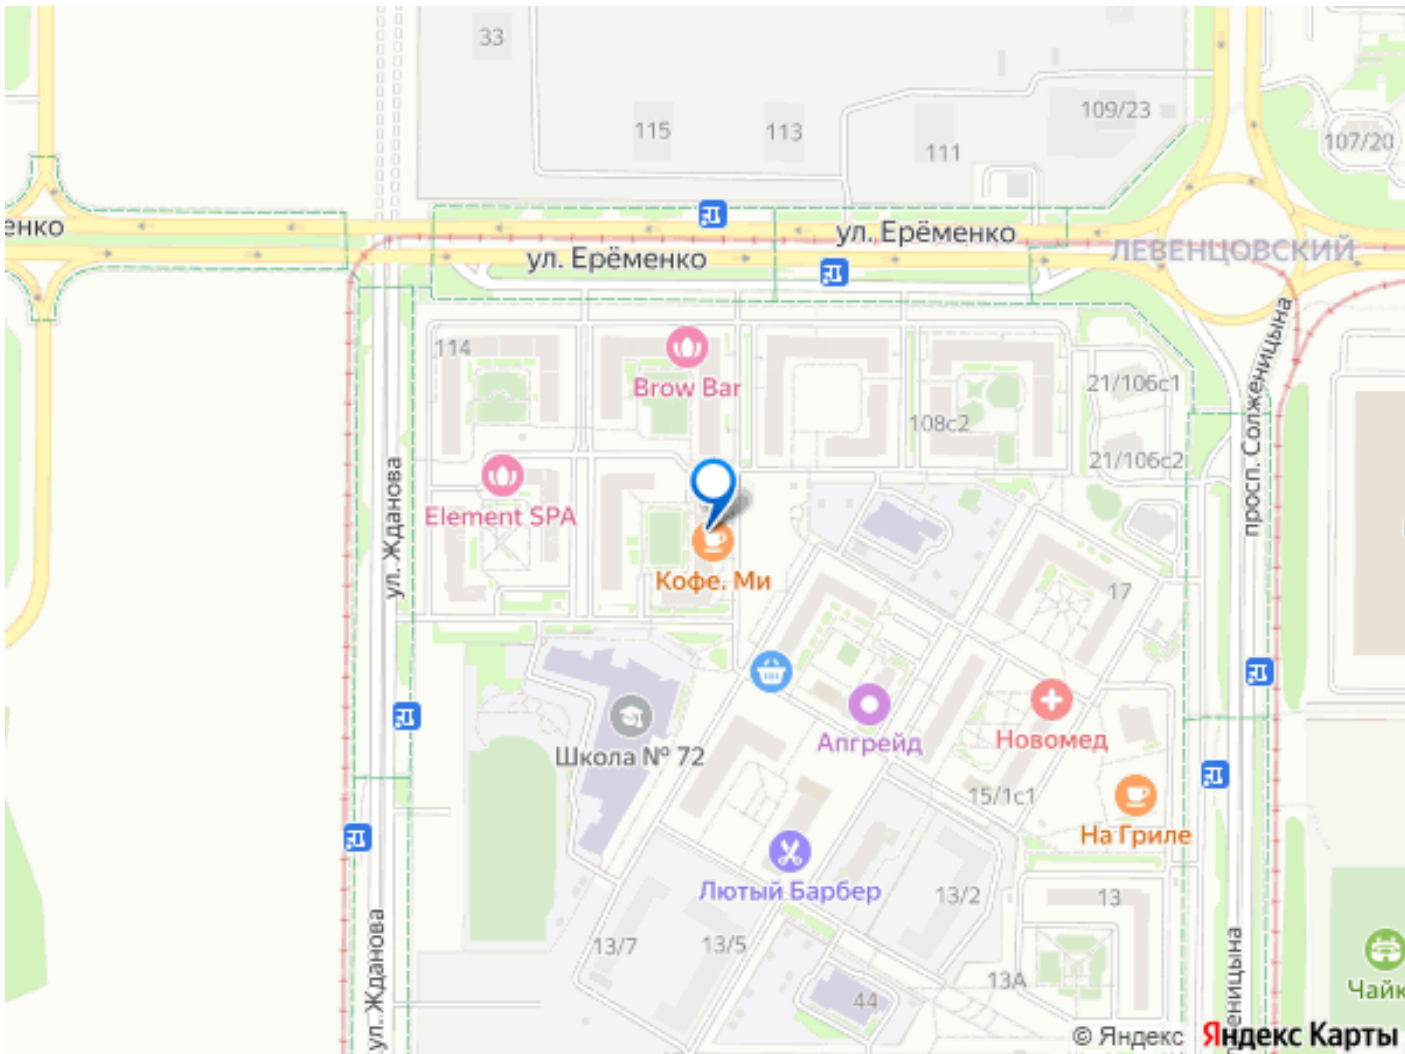 33
115
113
111
109/23
107/20
енко
ул. Ерёменко
ул. Ерёменко
ЛЕВЕНЦОВСКИЙ
114
Brow Bar
108с2
21/106с1
21/106с2
просп. Солженицына
ул. Жданова
Element SPA
Кофе. Ми
17
Школа № 72
Апгрейд
Новомед
15/1с1
На Гриле
Лютый Барбер
13/2
13
13/7
13/5
13А
44
ул. Жданова
еницына
Чайк
© Яндекс Яндекс Карты